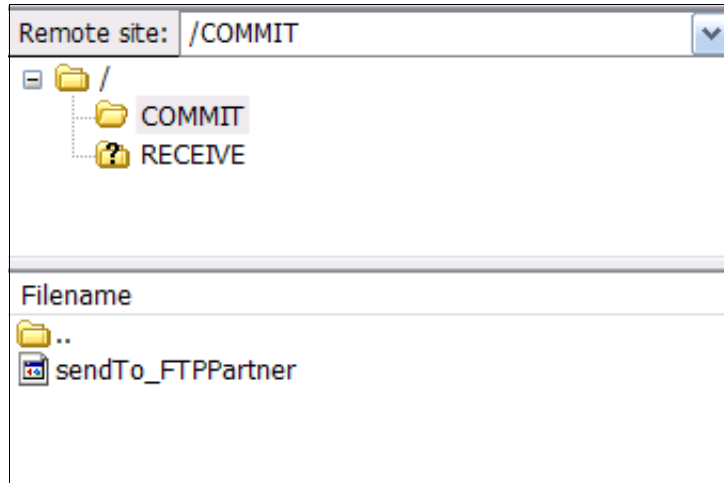 Remote site: /COMMIT
/
COMMIT
? RECEIVE
Filename
..
sendTo_FTPPartner